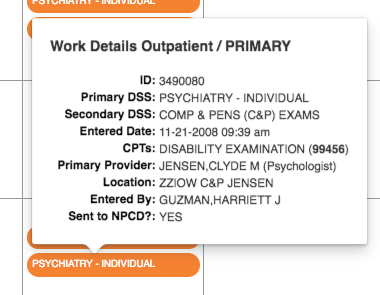 PSYCHIATRY - INDIVIDUAL
Work Details Outpatient / PRIMARY
ID: 3490080
Primary DSS: PSYCHIATRY - INDIVIDUAL
Secondary DSS: COMP & PENS (C&P) EXAMS
Entered Date: 11-21-2008 09:39 am
CPTs: DISABILITY EXAMINATION (99456)
Primary Provider: JENSEN,CLYDE M (Psychologist)
Location: ZZIOW C&P JENSEN
Entered By: GUZMAN,HARRIETT J
Sent to NPCD?: YES
PSYCHIATRY - INDIVIDUAL